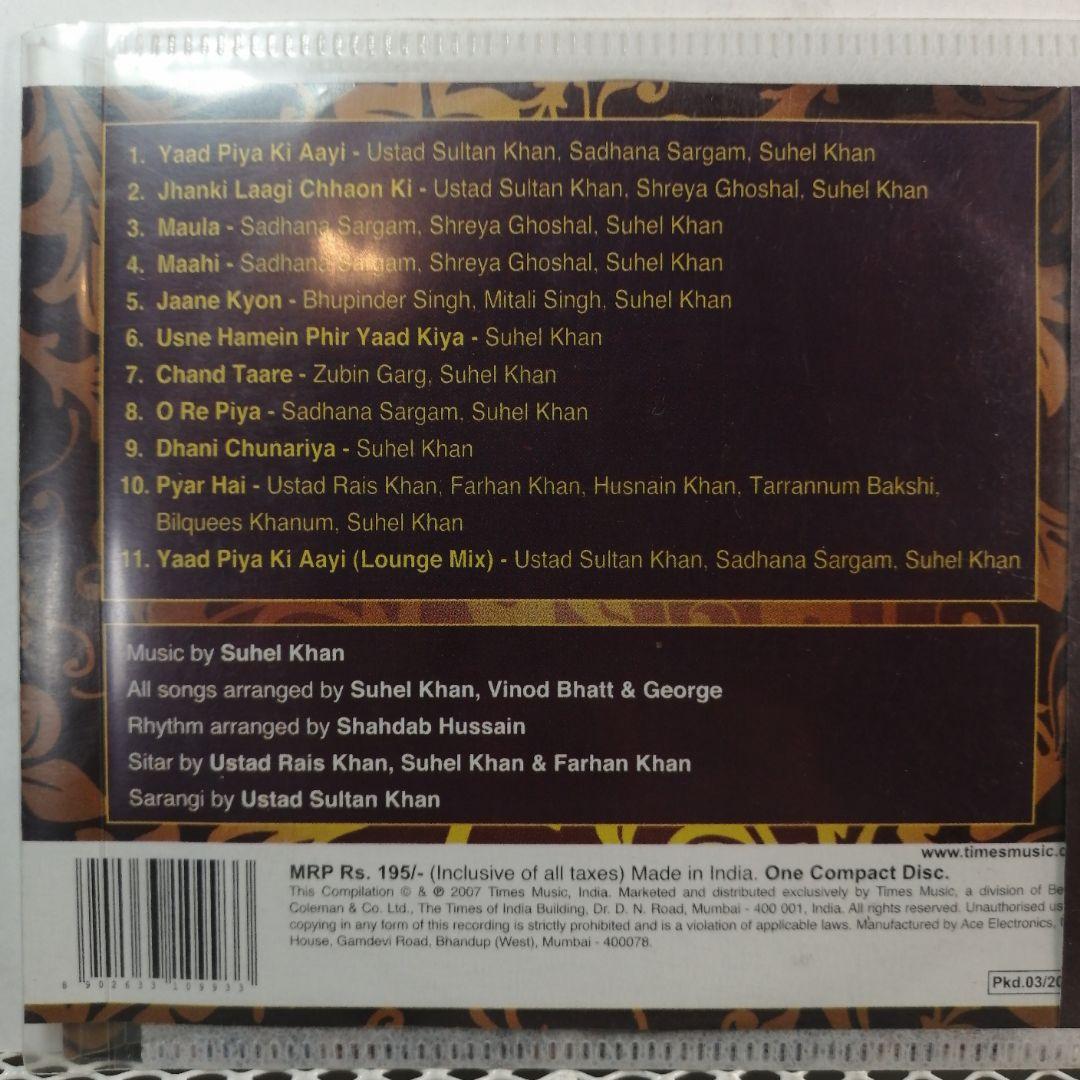 1. Yaad Piya Ki Aayi - Ustad Sultan Khan, Sadhana Sargam, Suhel Khan
2. Jhanki Laagi Chhaon Ki - Ustad Sultan Khan, Shreya Ghoshal, Suhel Khan
3. Maula - Sadhana Sargam, Shreya Ghoshal, Suhel Khan
4. Maahi - Sadhana Sargam, Shreya Ghoshal, Suhel Khan
5. Jaane Kyon - Bhupinder Singh, Mitali Singh, Suhel Khan
6. Usne Hamein Phir Yaad Kiya - Suhel Khan
7. Chand Taare - Zubin Garg, Suhel Khan
8. O Re Piya - Sadhana Sargam, Suhel Khan
9. Dhani Chunariya - Suhel Khan
10. Pyar Hai - Ustad Rais Khan, Farhan Khan, Husnain Khan, Tarrannum Bakshi,
Bilquees Khanum, Suhel Khan
11. Yaad Piya Ki Aayi (Lounge Mix) - Ustad Sultan Khan, Sadhana Sargam, Suhel Khan
Music by Suhel Khan
All songs arranged by Suhel Khan, Vinod Bhatt & George
Rhythm arranged by Shahdab Hussain
Sitar by Ustad Rais Khan, Suhel Khan & Farhan Khan
Sarangi by Ustad Sultan Khan
www.timesmusic.c
MRP Rs. 195/- (Inclusive of all taxes) Made in India. One Compact Disc.
This Compilation © & ℗ 2007 Times Music, India. Marketed and distributed exclusively by Times Music, a division of Be
Coleman & Co. Ltd., The Times of India Building, Dr. D. N. Road, Mumbai - 400 001, India. All rights reserved. Unauthorised us
copying in any form of this recording is strictly prohibited and is a violation of applicable laws. Manufactured by Ace Electronics,
House, Gamdevi Road, Bhandup (West), Mumbai - 400078.
8 902633 109933
Pkd.03/20